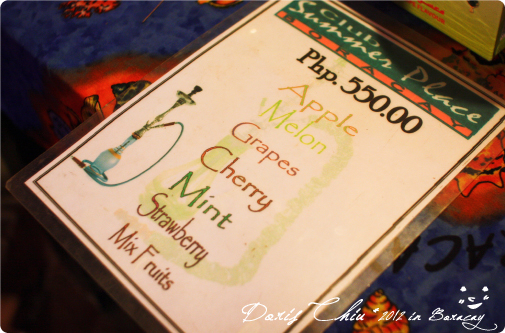 Club
Summer Place
BORACAY
Php. 550.00
Apple
Melon
Grapes
Cherry
Mint
Strawberry
Mix Fruits
Doris Chiu * 2012 in Boracay